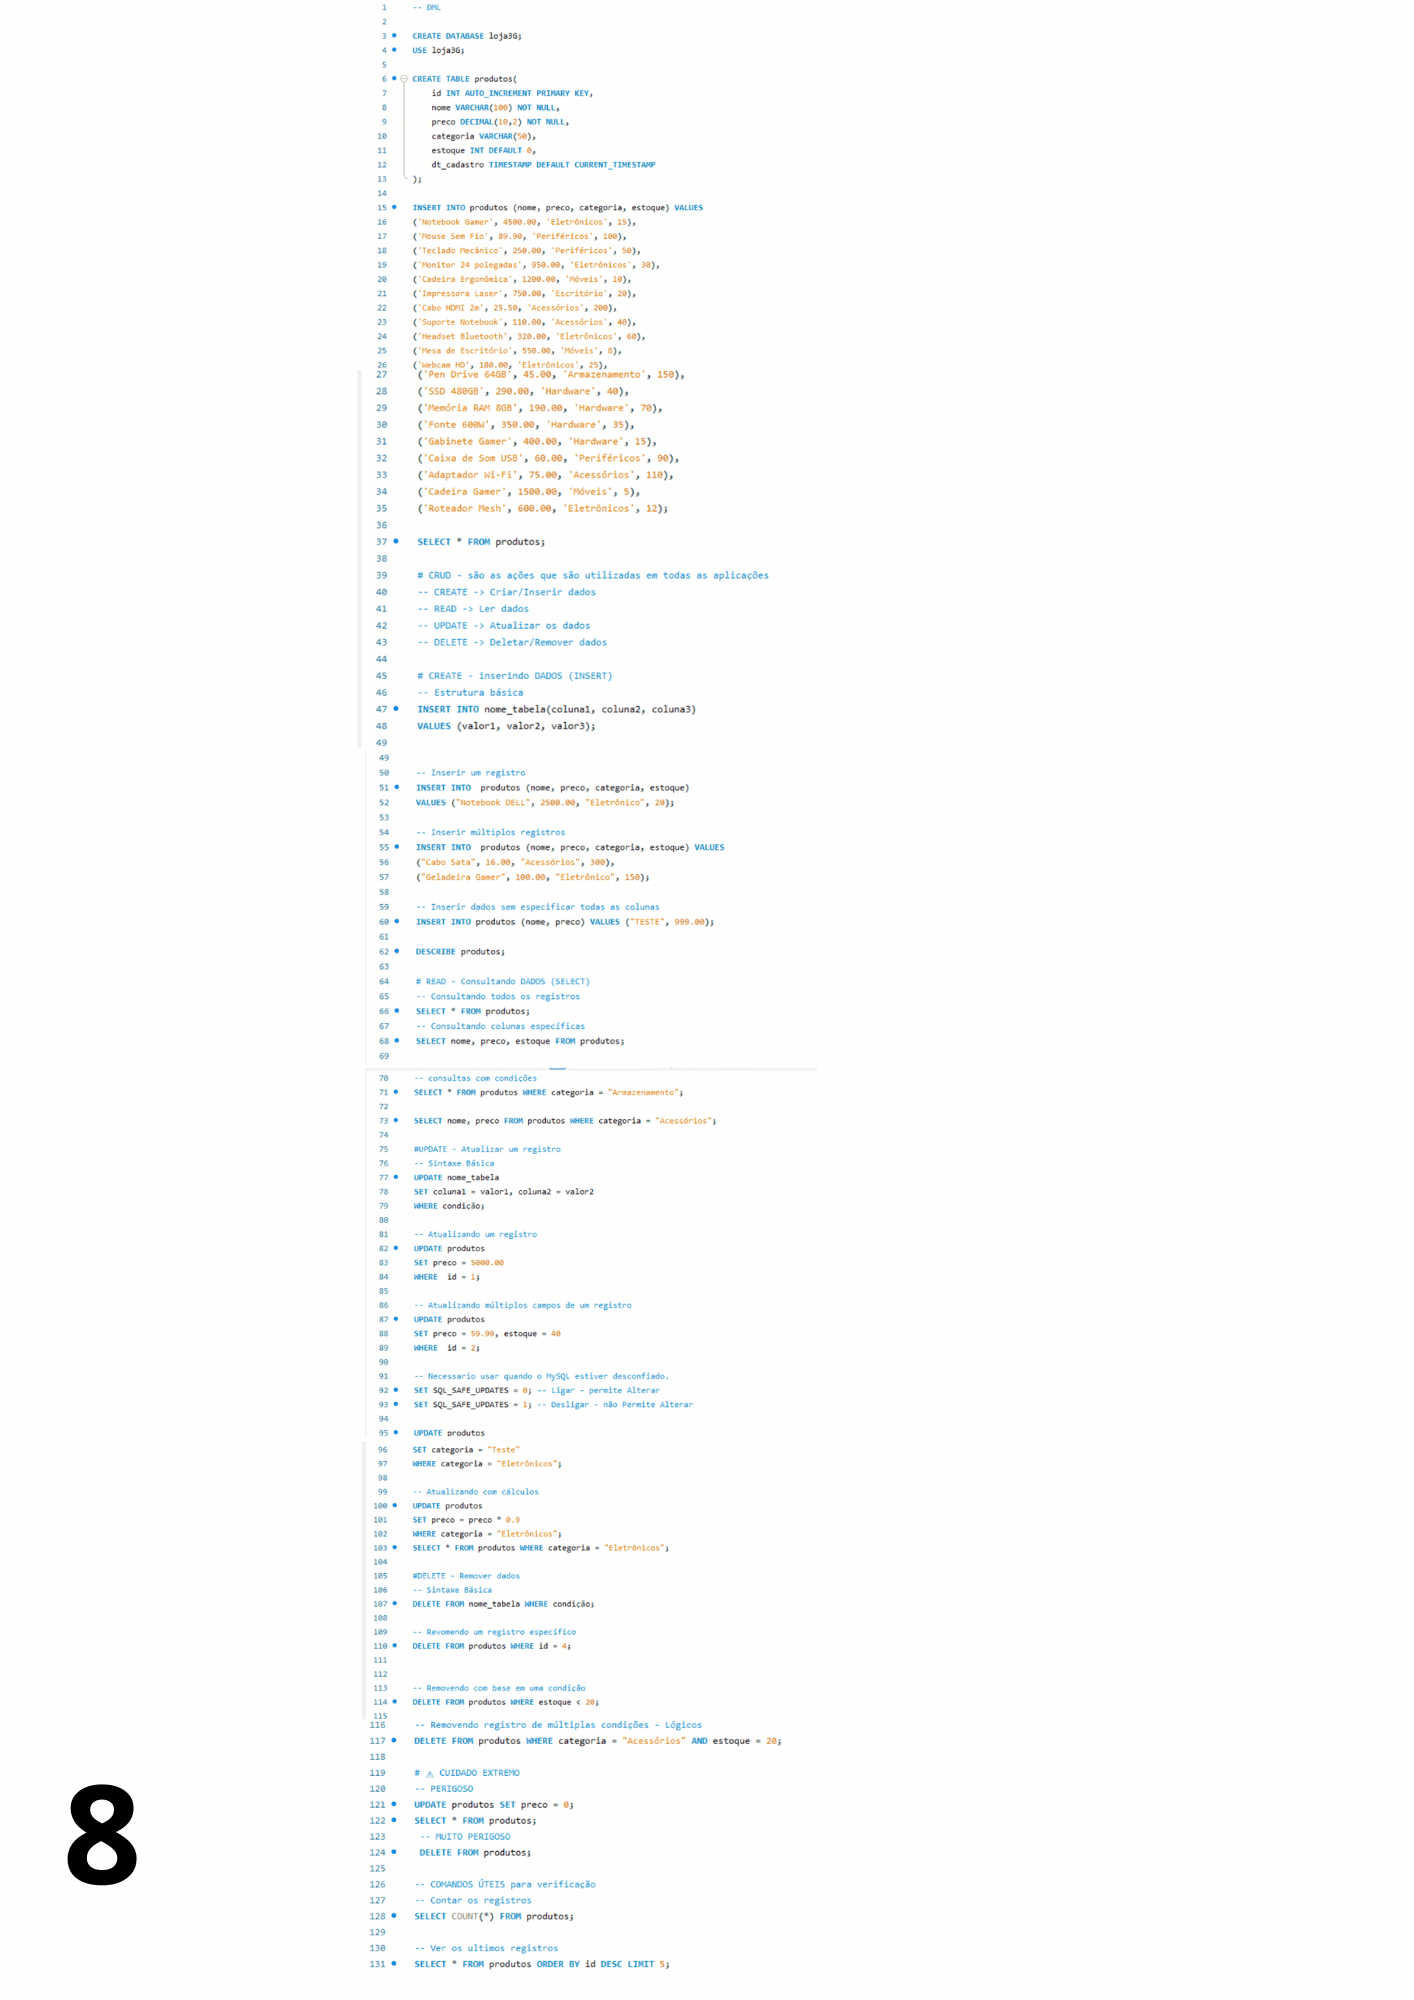 1 -- DML
2
3 CREATE DATABASE loja3G;
4 USE loja3G;
5
6 CREATE TABLE produtos(
7 id INT AUTO_INCREMENT PRIMARY KEY,
8 nome VARCHAR(100) NOT NULL,
9 preco DECIMAL(10,2) NOT NULL,
10 categoria VARCHAR(50),
11 estoque INT DEFAULT 0,
12 dt_cadastro TIMESTAMP DEFAULT CURRENT_TIMESTAMP
13 );
14
15 INSERT INTO produtos (nome, preco, categoria, estoque) VALUES
16 ('Notebook Gamer', 4500.00, 'Eletrônicos', 15),
17 ('Mouse Sem Fio', 89.90, 'Periféricos', 100),
18 ('Teclado Mecânico', 250.00, 'Periféricos', 50),
19 ('Monitor 24 polegadas', 950.00, 'Eletrônicos', 30),
20 ('Cadeira Ergonômica', 1200.00, 'Móveis', 10),
21 ('Impressora Laser', 750.00, 'Escritório', 20),
22 ('Cabo HDMI 2m', 25.50, 'Acessórios', 200),
23 ('Suporte Notebook', 110.00, 'Acessórios', 40),
24 ('Headset Bluetooth', 320.00, 'Eletrônicos', 60),
25 ('Mesa de Escritório', 550.00, 'Móveis', 8),
26 ('Webcam HD', 180.00, 'Eletrônicos', 25),
27 ('Pen Drive 64GB', 45.00, 'Armazenamento', 150),
28 ('SSD 480GB', 290.00, 'Hardware', 40),
29 ('Memória RAM 8GB', 190.00, 'Hardware', 70),
30 ('Fonte 600W', 350.00, 'Hardware', 35),
31 ('Gabinete Gamer', 400.00, 'Hardware', 15),
32 ('Caixa de Som USB', 60.00, 'Periféricos', 90),
33 ('Adaptador Wi-Fi', 75.00, 'Acessórios', 110),
34 ('Cadeira Gamer', 1500.00, 'Móveis', 5),
35 ('Roteador Mesh', 600.00, 'Eletrônicos', 12);
36
37 SELECT * FROM produtos;
38
39 # CRUD - são as ações que são utilizadas em todas as aplicações
40 -- CREATE -> Criar/Inserir dados
41 -- READ -> Ler dados
42 -- UPDATE -> Atualizar os dados
43 -- DELETE -> Deletar/Remover dados
44
45 # CREATE - inserindo DADOS (INSERT)
46 -- Estrutura básica
47 INSERT INTO nome_tabela(coluna1, coluna2, coluna3)
48 VALUES (valor1, valor2, valor3);
49
49
50 -- Inserir um registro
51 INSERT INTO produtos (nome, preco, categoria, estoque)
52 VALUES ("Notebook DELL", 2500.00, "Eletrônico", 20);
53
54 -- Inserir múltiplos registros
55 INSERT INTO produtos (nome, preco, categoria, estoque) VALUES
56 ("Cabo Sata", 16.00, "Acessórios", 300),
57 ("Geladeira Gamer", 100.00, "Eletrônico", 150);
58
59 -- Inserir dados sem especificar todas as colunas
60 INSERT INTO produtos (nome, preco) VALUES ("TESTE", 999.00);
61
62 DESCRIBE produtos;
63
64 # READ - Consultando DADOS (SELECT)
65 -- Consultando todos os registros
66 SELECT * FROM produtos;
67 -- Consultando colunas específicas
68 SELECT nome, preco, estoque FROM produtos;
69
70 -- consultas com condições
71 SELECT * FROM produtos WHERE categoria = "Armazenamento";
72
73 SELECT nome, preco FROM produtos WHERE categoria = "Acessórios";
74
75 #UPDATE - Atualizar um registro
76 -- Sintaxe Básica
77 UPDATE nome_tabela
78 SET coluna1 = valor1, coluna2 = valor2
79 WHERE condição;
80
81 -- Atualizando um registro
82 UPDATE produtos
83 SET preco = 5000.00
84 WHERE id = 1;
85
86 -- Atualizando múltiplos campos de um registro
87 UPDATE produtos
88 SET preco = 59.99, estoque = 40
89 WHERE id = 2;
90
91 -- Necessario usar quando o MySQL estiver desconfiado.
92 SET SQL_SAFE_UPDATES = 0; -- Ligar - permite Alterar
93 SET SQL_SAFE_UPDATES = 1; -- Desligar - não Permite Alterar
94
95 UPDATE produtos
96 SET categoria = "Teste"
97 WHERE categoria = "Eletrônicos";
98
99 -- Atualizando com cálculos
100 UPDATE produtos
101 SET preco = preco * 0.9
102 WHERE categoria = "Eletrônicos";
103 SELECT * FROM produtos WHERE categoria = "Eletrônicos";
104
105 #DELETE - Remover dados
106 -- Sintaxe Básica
107 DELETE FROM nome_tabela WHERE condição;
108
109 -- Revomendo um registro específico
110 DELETE FROM produtos WHERE id = 4;
111
112
113 -- Removendo com base em uma condição
114 DELETE FROM produtos WHERE estoque < 20;
115
116 -- Removendo registro de múltiplas condições - Lógicos
117 DELETE FROM produtos WHERE categoria = "Acessórios" AND estoque = 20;
118
119 # ⚠ CUIDADO EXTREMO
120 -- PERIGOSO
121 UPDATE produtos SET preco = 0;
122 SELECT * FROM produtos;
123 -- MUITO PERIGOSO
124 DELETE FROM produtos;
125
126 -- COMANDOS ÚTEIS para verificação
127 -- Contar os registros
128 SELECT COUNT(*) FROM produtos;
129
130 -- Ver os ultimos registros
131 SELECT * FROM produtos ORDER BY id DESC LIMIT 5;
8